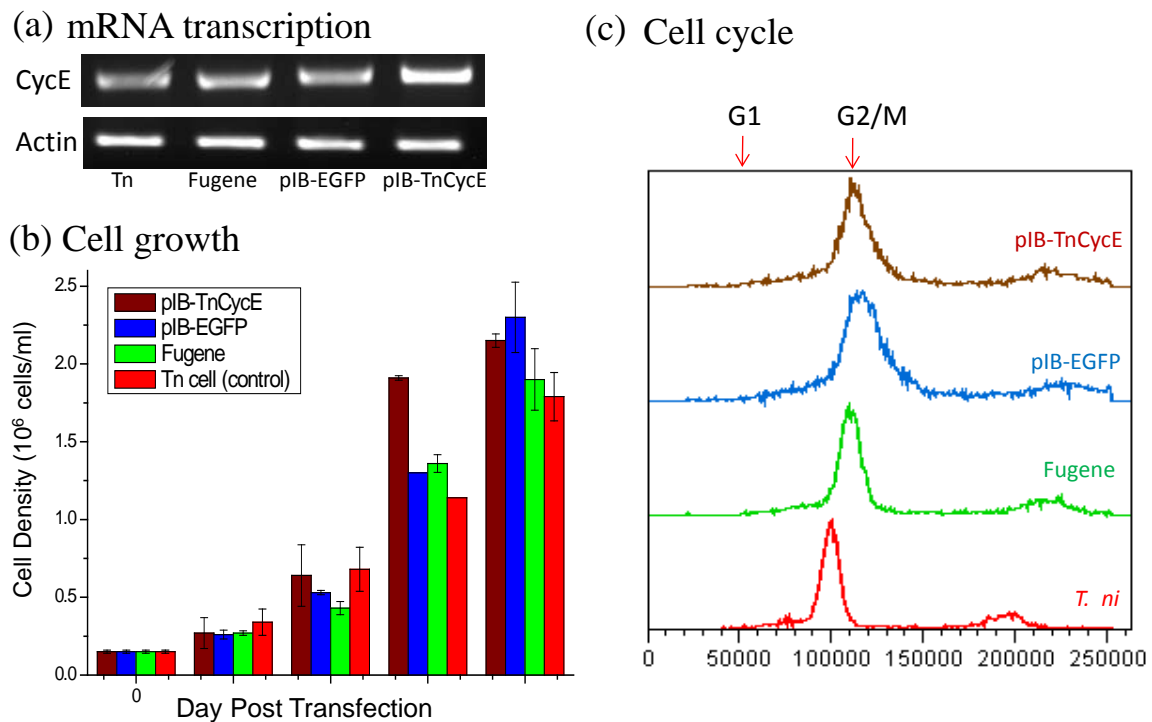 (a) mRNA transcription
CycE
Actin
Tn Fugene pIB-EGFP pIB-TnCycE
(b) Cell growth
Cell Density (10⁶ cells/ml)
2.5
2.0
1.5
1.0
0.5
0.0
pIB-TnCycE
pIB-EGFP
Fugene
Tn cell (control)
0
Day Post Transfection
(c) Cell cycle
G1 G2/M
pIB-TnCycE
pIB-EGFP
Fugene
T. ni
0 50000 100000 150000 200000 250000